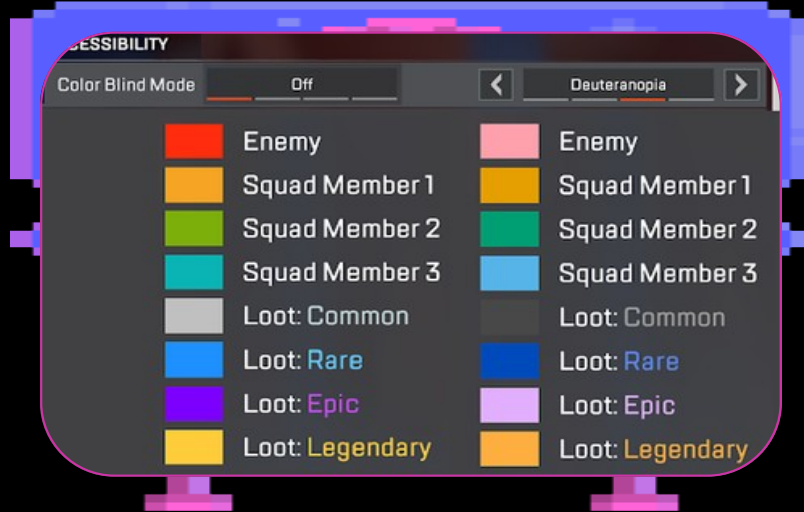 CESSIBILITY
Color Blind Mode Off Deuteranopia
Enemy Enemy
Squad Member 1 Squad Member 1
Squad Member 2 Squad Member 2
Squad Member 3 Squad Member 3
Loot: Common Loot: Common
Loot: Rare Loot: Rare
Loot: Epic Loot: Epic
Loot: Legendary Loot: Legendary